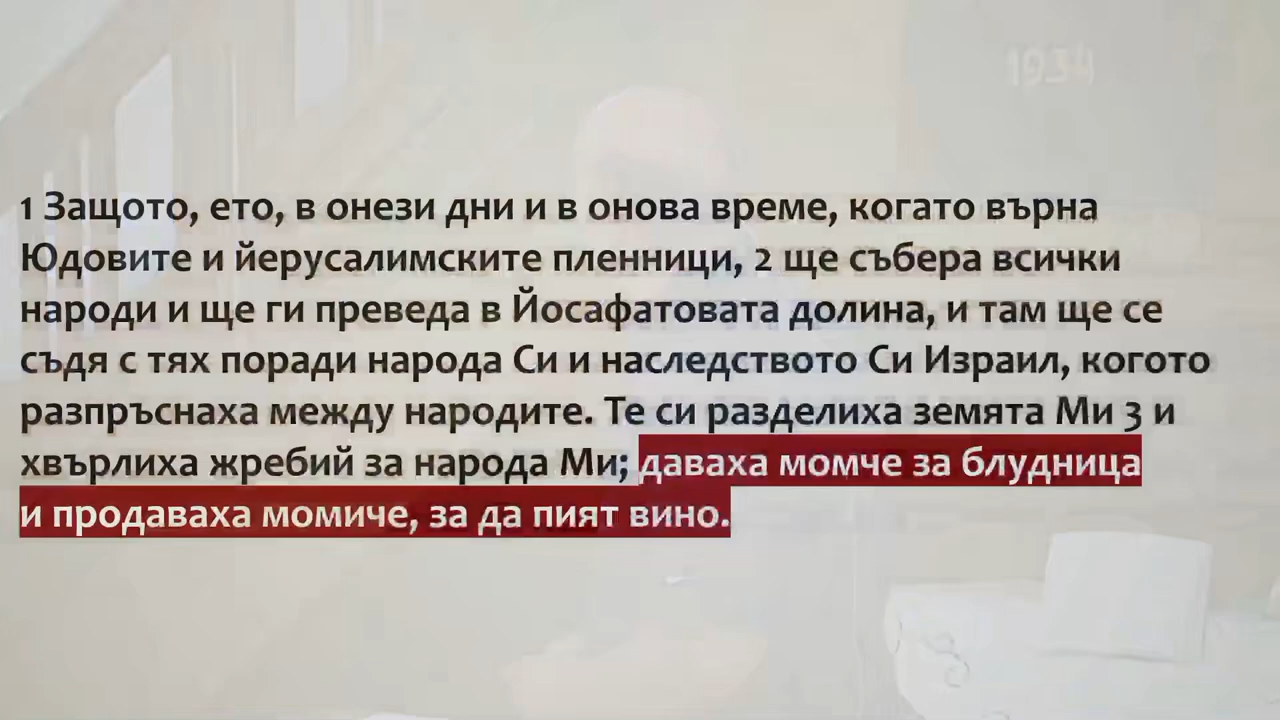 1934
1 Защото, ето, в онези дни и в онова време, когато върна
Юдовите и йерусалимските пленници, 2 ще събера всички
народи и ще ги преведа в Йосафатовата долина, и там ще се
съдя с тях поради народа Си и наследството Си Израил, когото
разпръснаха между народите. Те си разделиха земята Ми 3 и
хвърлиха жребий за народа Ми; даваха момче за блудница
и продаваха момиче, за да пият вино.